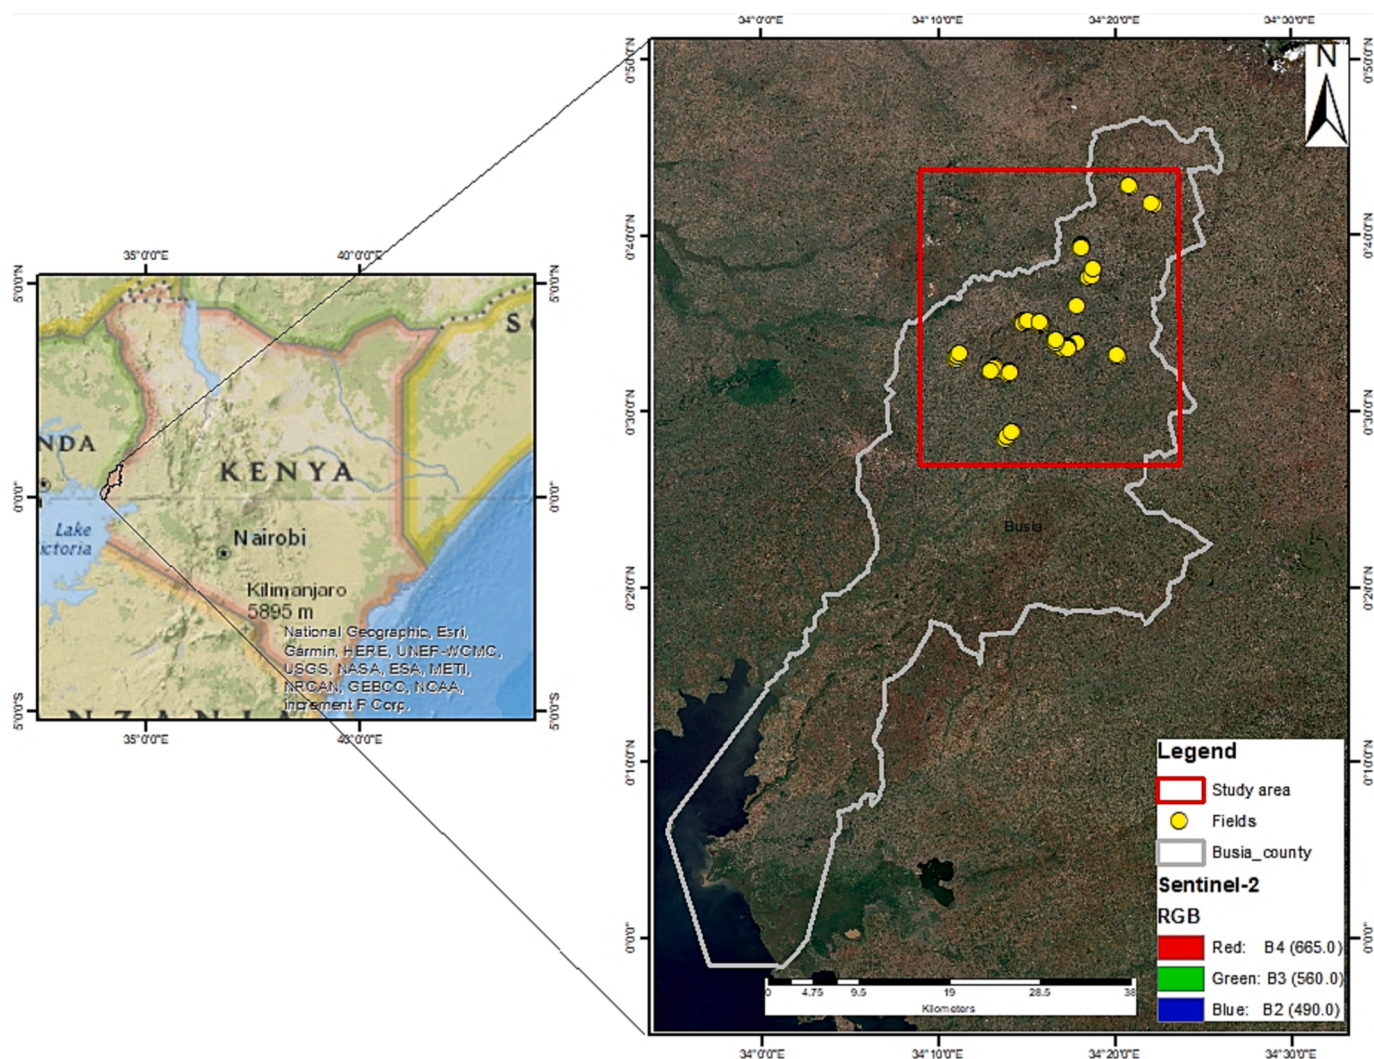 34°0'0"E 34°10'0"E 34°20'0"E 34°30'0"E
0°50'0"N
0°50'0"N
N
0°40'0"N
0°40'0"N
0°30'0"N
0°30'0"N
Busia
0°20'0"N
0°20'0"N
0°10'0"N
0°10'0"N
0°0'0"
0°0'0"
35°0'0"E 40°0'0"E
5°0'0"N
5°0'0"N
S
NDA
KENYA
0°0'0"
0°0'0"
Lake
ictoria
Nairobi
Kilimanjaro
5895 m
National Geographic, Esri,
Garmin, HERE, UNEP-WCMC,
USGS, NASA, ESA, METI,
NRCAN, GEBCO, NOAA,
increment P Corp.
NZANIA
5°0'0"S
5°0'0"S
35°0'0"E 40°0'0"E
Legend
Study area
Fields
Busia_county
Sentinel-2
RGB
Red: B4 (665.0)
Green: B3 (560.0)
Blue: B2 (490.0)
0 4.75 9.5 19 28.5 38
Kilometers
34°0'0"E 34°10'0"E 34°20'0"E 34°30'0"E